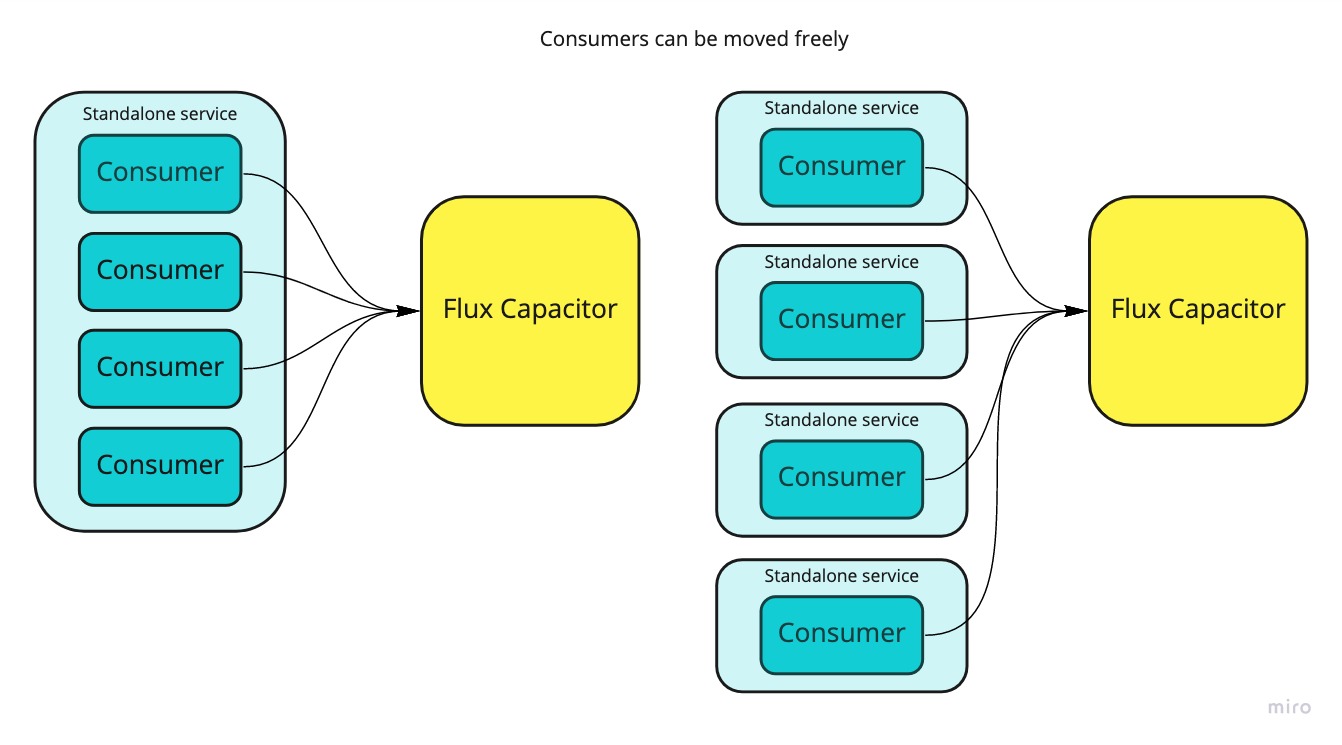 Consumers can be moved freely
Standalone service
Consumer
Consumer
Consumer
Consumer
Flux Capacitor
Standalone service
Consumer
Standalone service
Consumer
Standalone service
Consumer
Standalone service
Consumer
Flux Capacitor
miro